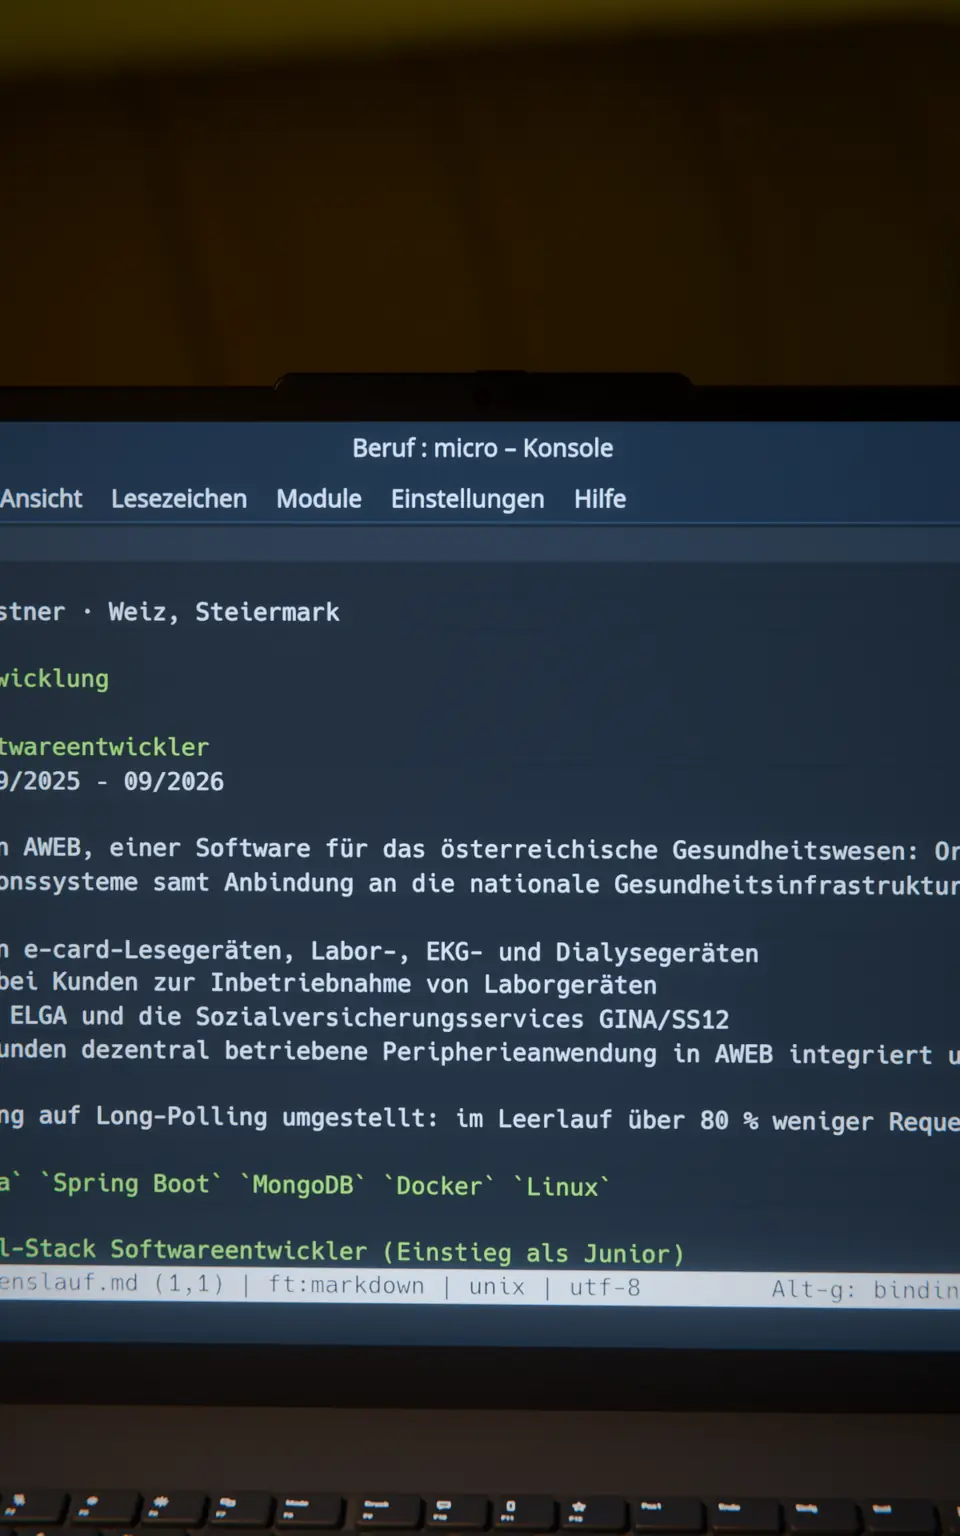 Beruf : micro – Konsole
Ansicht Lesezeichen Module Einstellungen Hilfe
stner · Weiz, Steiermark
wicklung
twareentwickler
9/2025 - 09/2026
n AWEB, einer Software für das österreichische Gesundheitswesen: Or
onssysteme samt Anbindung an die nationale Gesundheitsinfrastruktur
n e-card-Lesegeräten, Labor-, EKG- und Dialysegeräten
bei Kunden zur Inbetriebnahme von Laborgeräten
ELGA und die Sozialversicherungsservices GINA/SS12
unden dezentral betriebene Peripherieanwendung in AWEB integriert u
ng auf Long-Polling umgestellt: im Leerlauf über 80 % weniger Reque
a` `Spring Boot` `MongoDB` `Docker` `Linux`
l-Stack Softwareentwickler (Einstieg als Junior)
enslauf.md (1,1) | ft:markdown | unix | utf-8 Alt-g: bindin